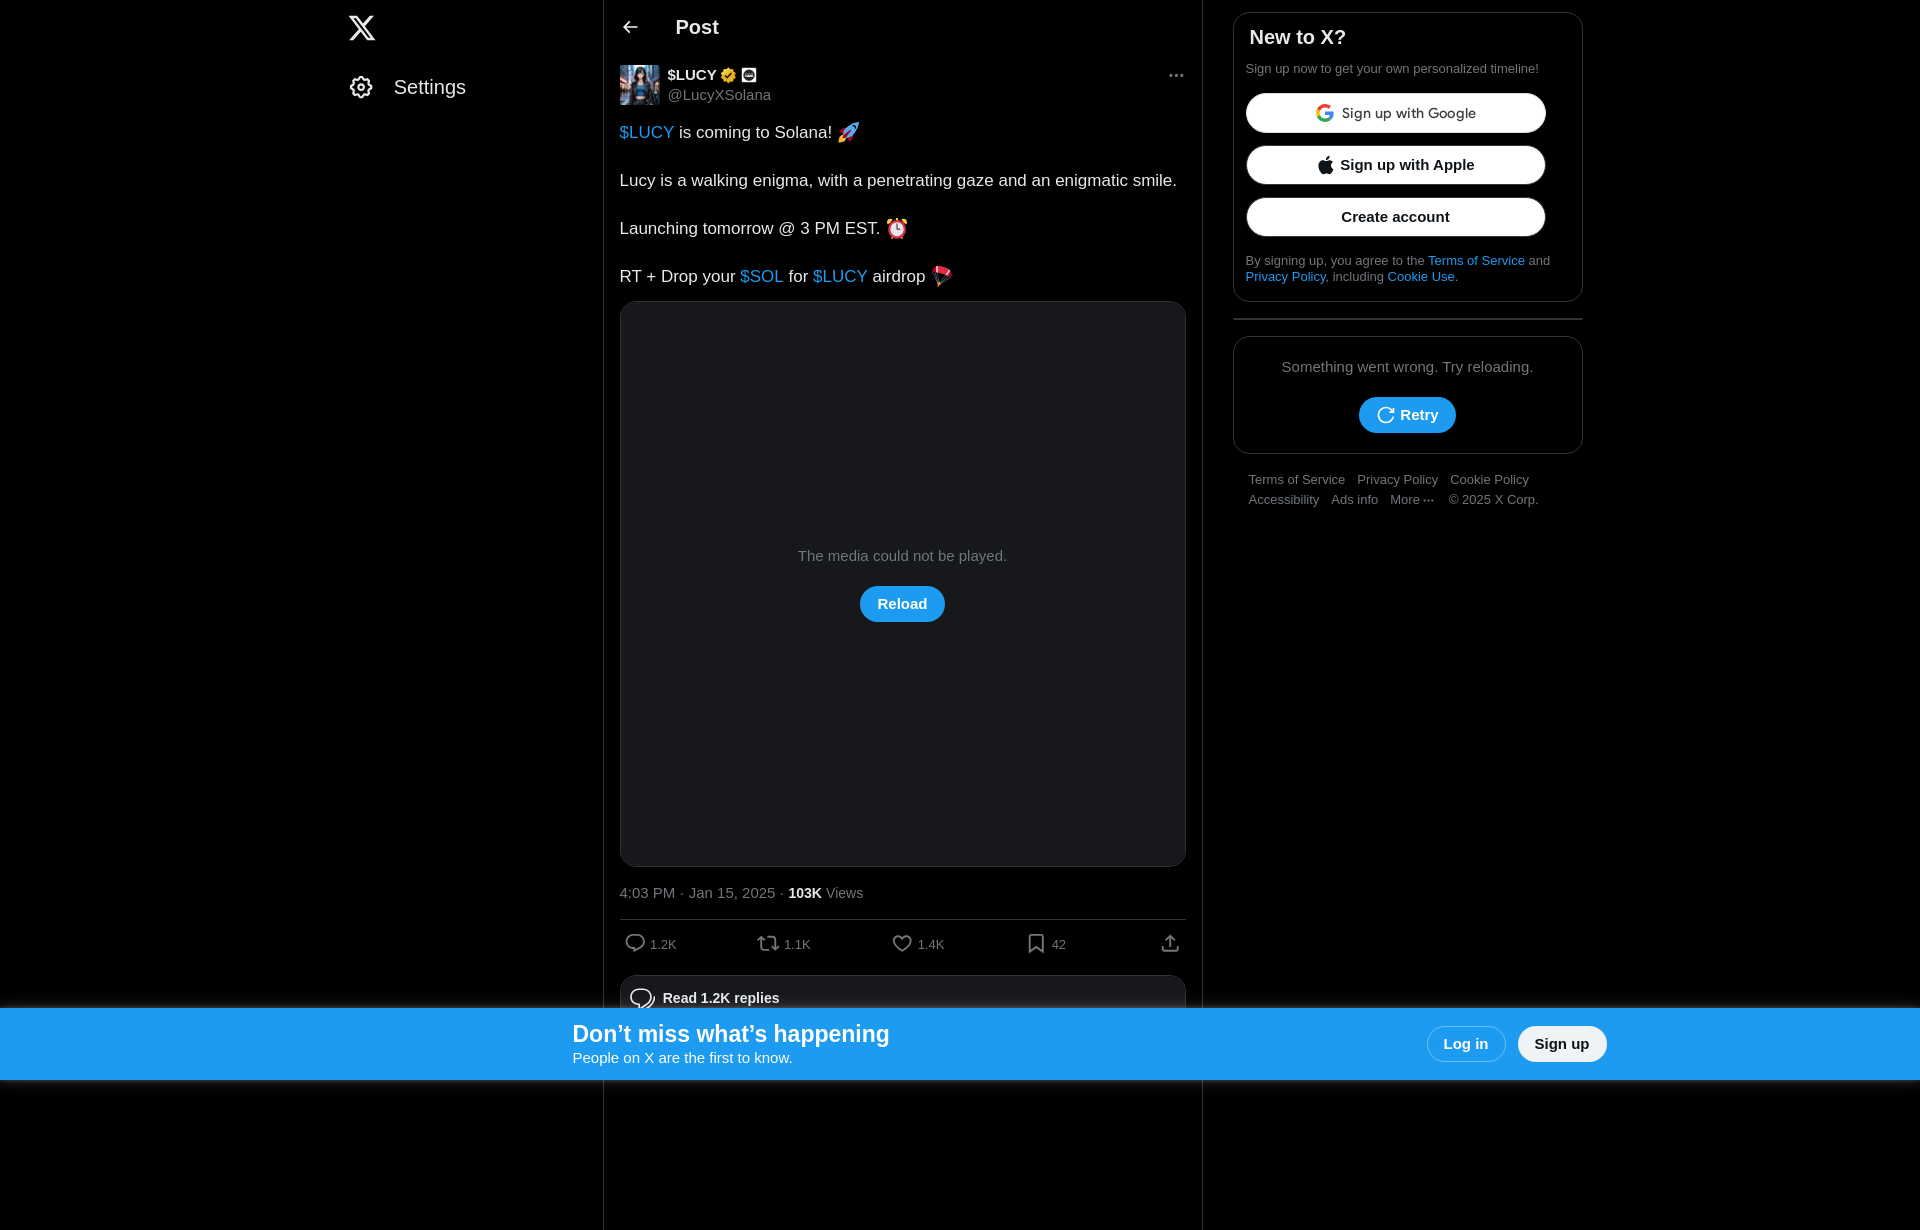 Settings
Post
$LUCY
@LucyXSolana
$LUCY is coming to Solana! 🚀
Lucy is a walking enigma, with a penetrating gaze and an enigmatic smile.
Launching tomorrow @ 3 PM EST. ⏰
RT + Drop your $SOL for $LUCY airdrop 🪂
The media could not be played.
Reload
4:03 PM · Jan 15, 2025 · 103K Views
1.2K 1.1K 1.4K 42
Read 1.2K replies
New to X?
Sign up now to get your own personalized timeline!
Sign up with Google
Sign up with Apple
Create account
By signing up, you agree to the Terms of Service and
Privacy Policy, including Cookie Use.
Something went wrong. Try reloading.
Retry
Terms of Service Privacy Policy Cookie Policy
Accessibility Ads info More ··· © 2025 X Corp.
Don’t miss what’s happening
People on X are the first to know.
Log in
Sign up